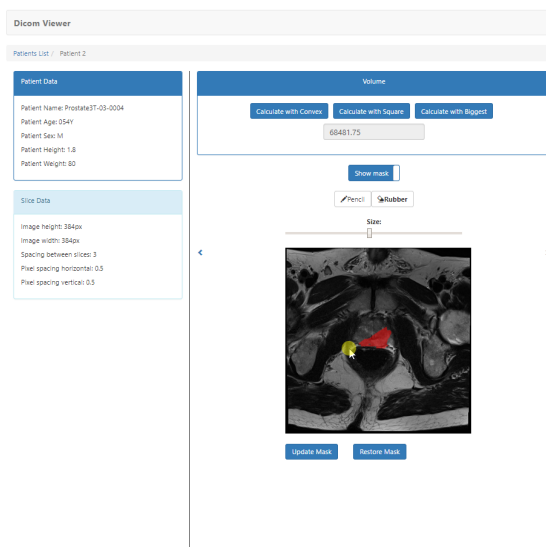 Dicom Viewer
Patients List / Patient 2
Patient Data
Patient Name: Prostate3T-03-0004
Patient Age: 054Y
Patient Sex: M
Patient Height: 1.8
Patient Weight: 80
Slice Data
Image height: 384px
Image width: 384px
Spacing between slices: 3
Pixel spacing horizontal: 0.5
Pixel spacing vertical: 0.5
Volume
Calculate with Convex Calculate with Square Calculate with Biggest
68481.75
Show mask
Pencil Rubber
Size:
Update Mask Restore Mask